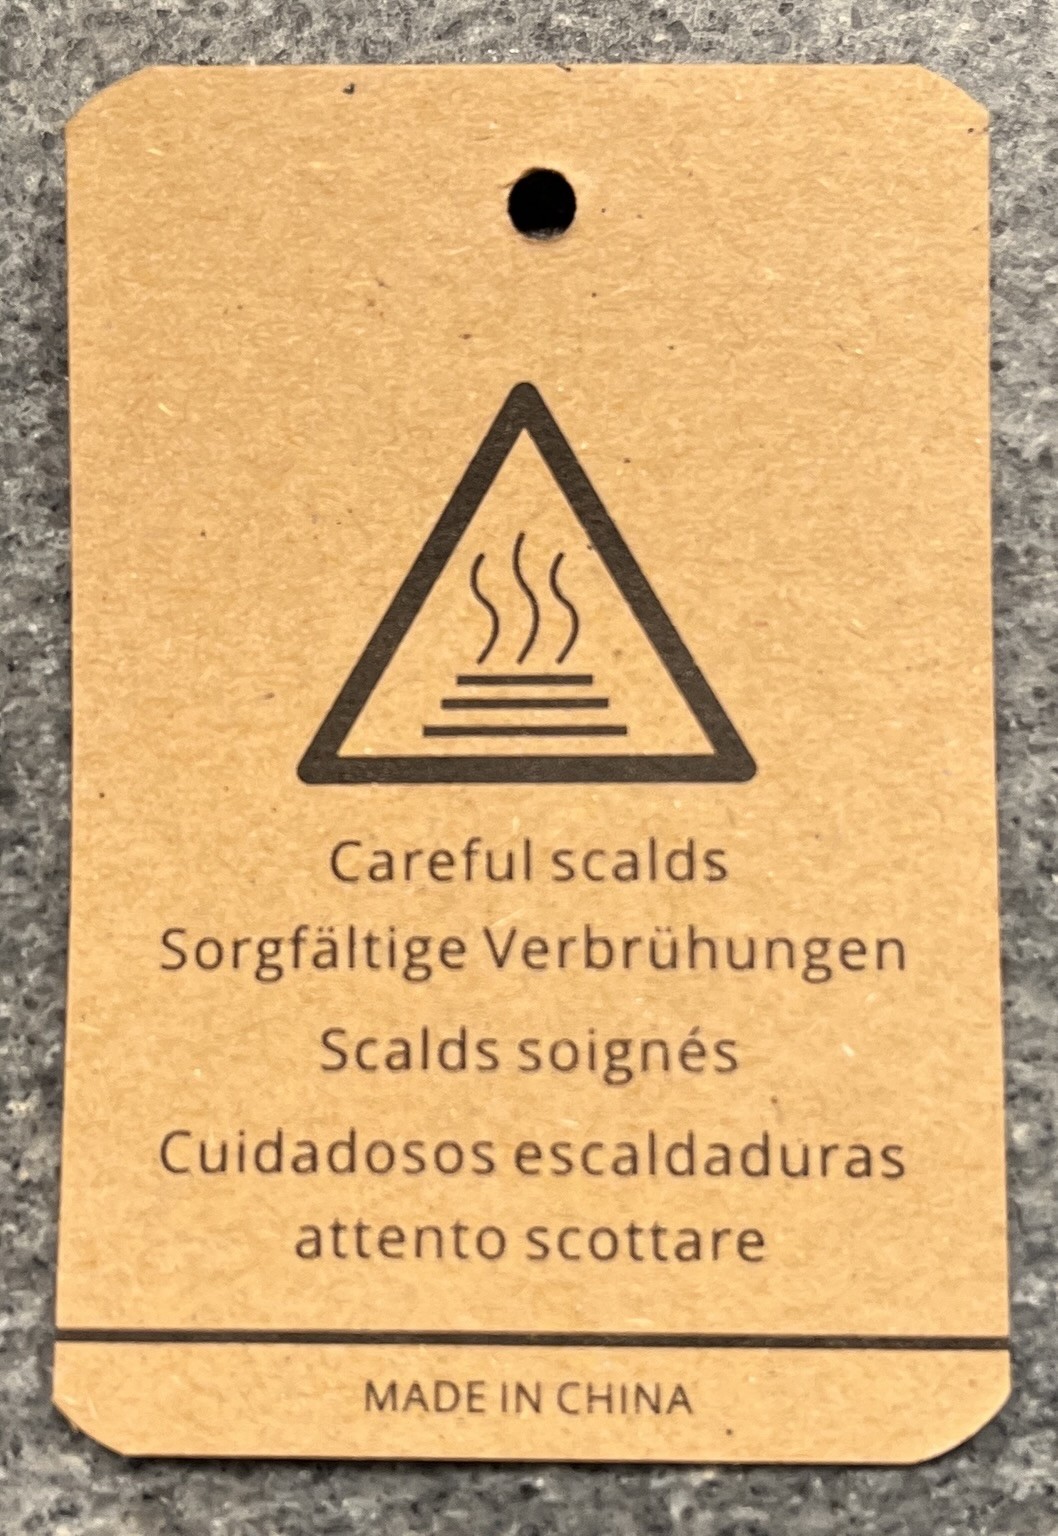 Careful scalds
Sorgfältige Verbrühungen
Scalds soignés
Cuidadosos escaldaduras
attento scottare
MADE IN CHINA